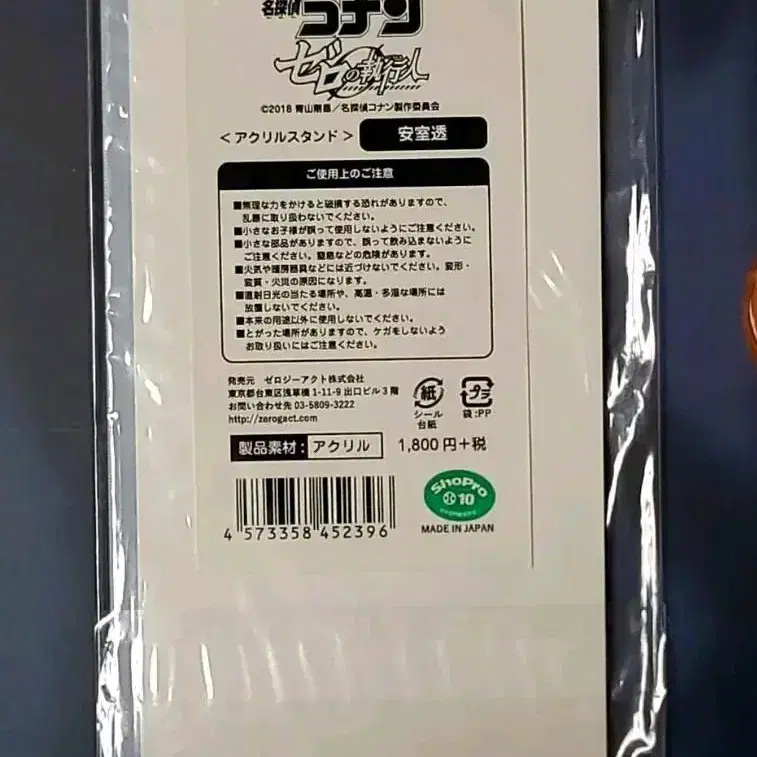 名探偵
コナン
ゼロの執行人
©2018 青山剛昌／名探偵コナン製作委員会
＜アクリルスタンド＞ 安室透
ご使用上のご注意
■無理な力をかけると破損する恐れがありますので、
乱暴に取り扱わないでください。
■小さなお子様が誤って使用しないようにご注意ください。
■小さな部品がありますので、誤って飲み込まないように
ご注意ください。窒息などの危険があります。
■火気や暖房器具などには近づけないでください。変形・
変質・火災の原因になります。
■直射日光の当たる場所や、高温・多湿な場所には
放置しないでください。
■本来の用途以外に使用しないでください。
■とがった場所がありますので、ケガをしないよう
お取り扱いにはご注意ください。
発売元 ゼロジーアクト株式会社
東京都台東区浅草橋 1-11-9 出口ビル３階
お問い合わせ先 03-5809-3222
http://zerogact.com/
紙
シール
台紙
プラ
袋:PP
製品素材： アクリル 1,800円＋税
ShoPro
10
4 573358 452396
MADE IN JAPAN